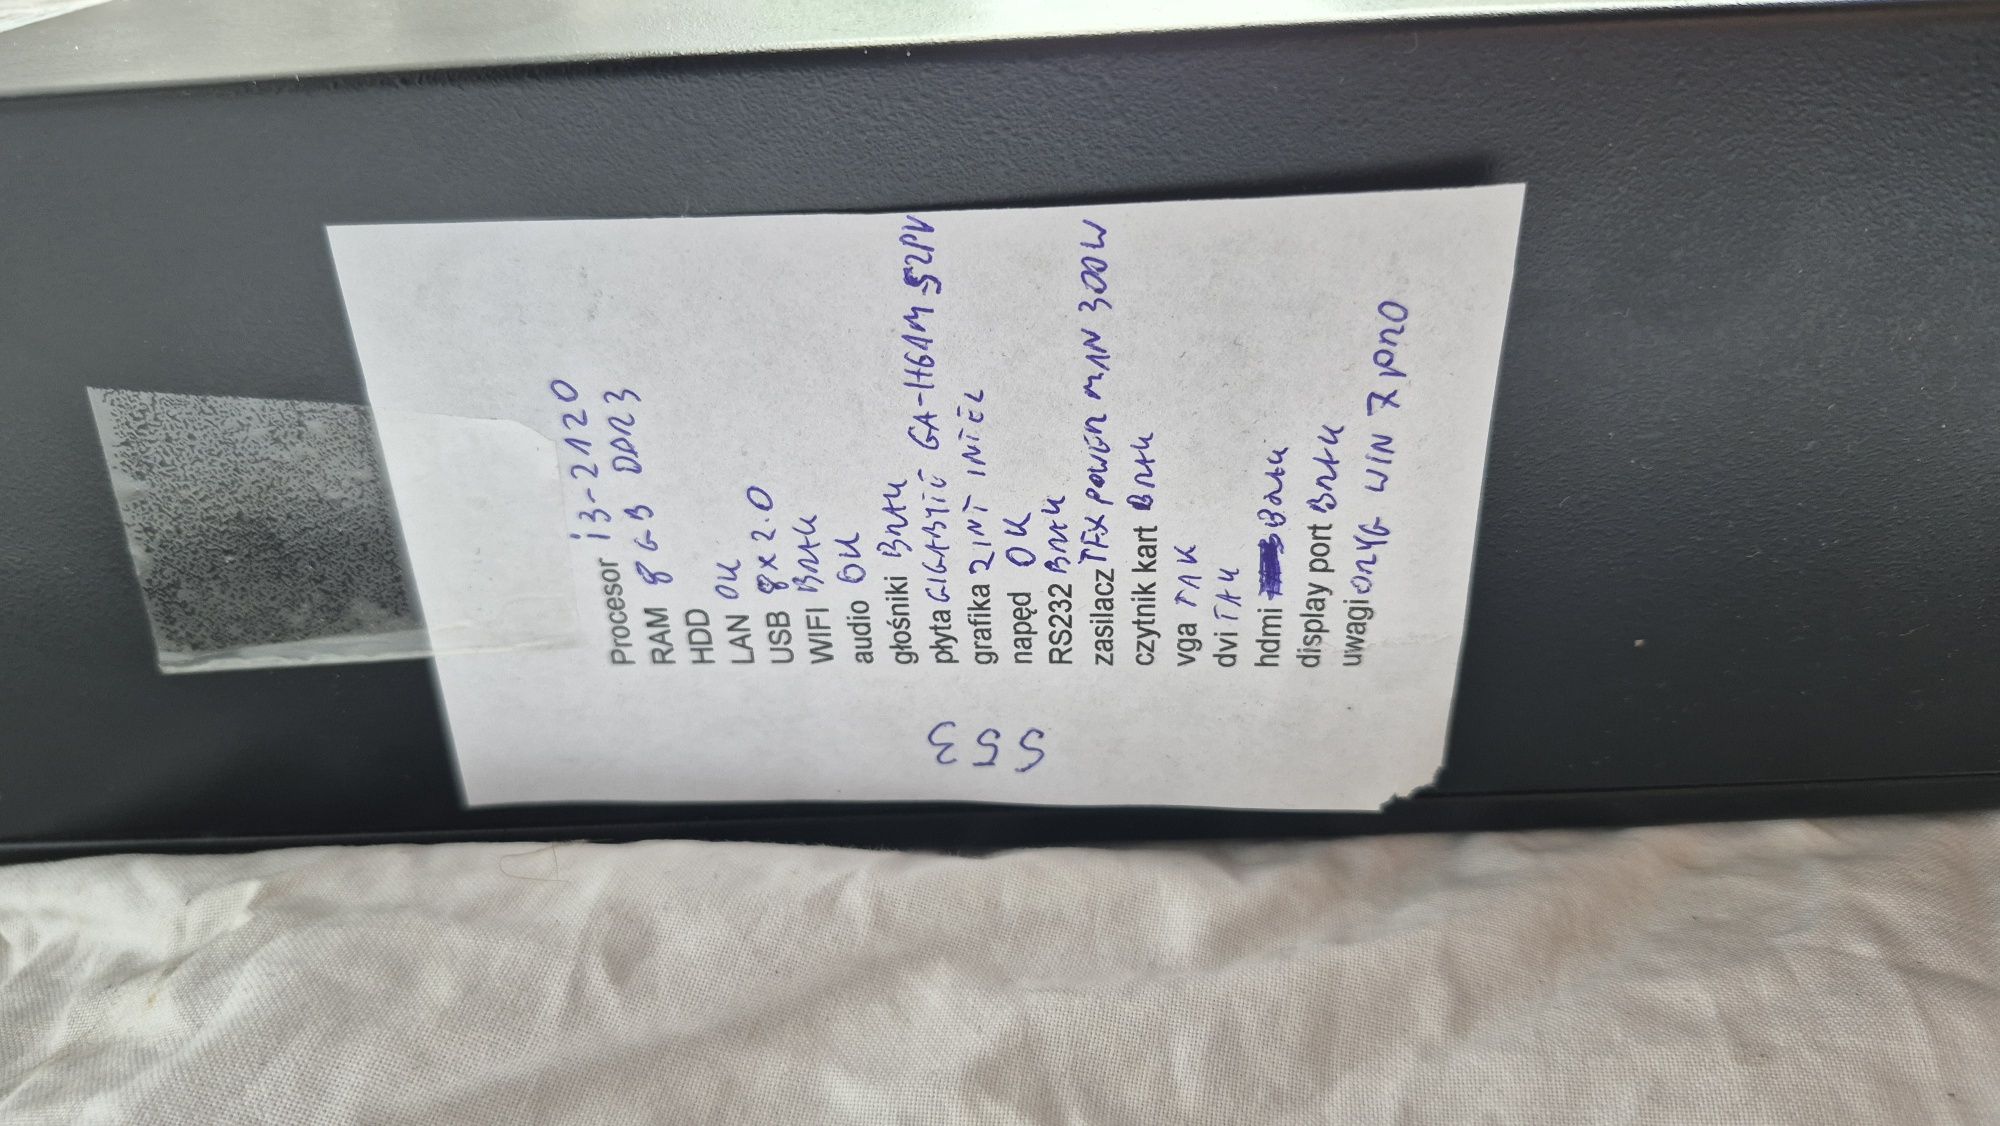 Procesor i3-2120
RAM 8GB DDR3
HDD
LAN OK
USB 8x2.0
WIFI BRAK
audio OK
głośniki BRAK
płyta GIGABYTE GA-H61M-S2PV
grafika ZINT INTEL
napęd OK
RS232 BRAK
zasilacz TFX POWER MAN 300W
czytnik kart BRAK
vga TAK
dvi TAK
hdmi BRAK
display port BRAK
uwagi ORYG WIN 7 PRO
553